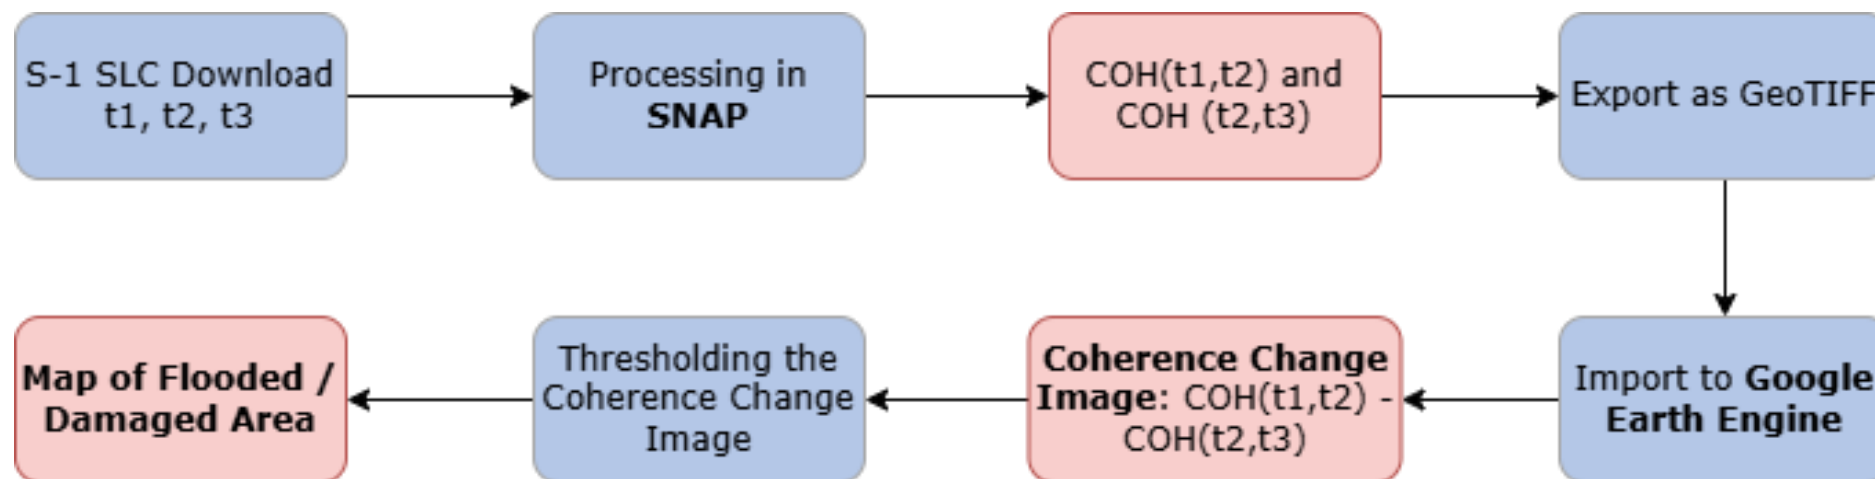 S-1 SLC Download
t1, t2, t3
Processing in
SNAP
COH(t1,t2) and
COH (t2,t3)
Export as GeoTIFF
Import to Google
Earth Engine
Coherence Change
Image: COH(t1,t2) -
COH(t2,t3)
Thresholding the
Coherence Change
Image
Map of Flooded /
Damaged Area